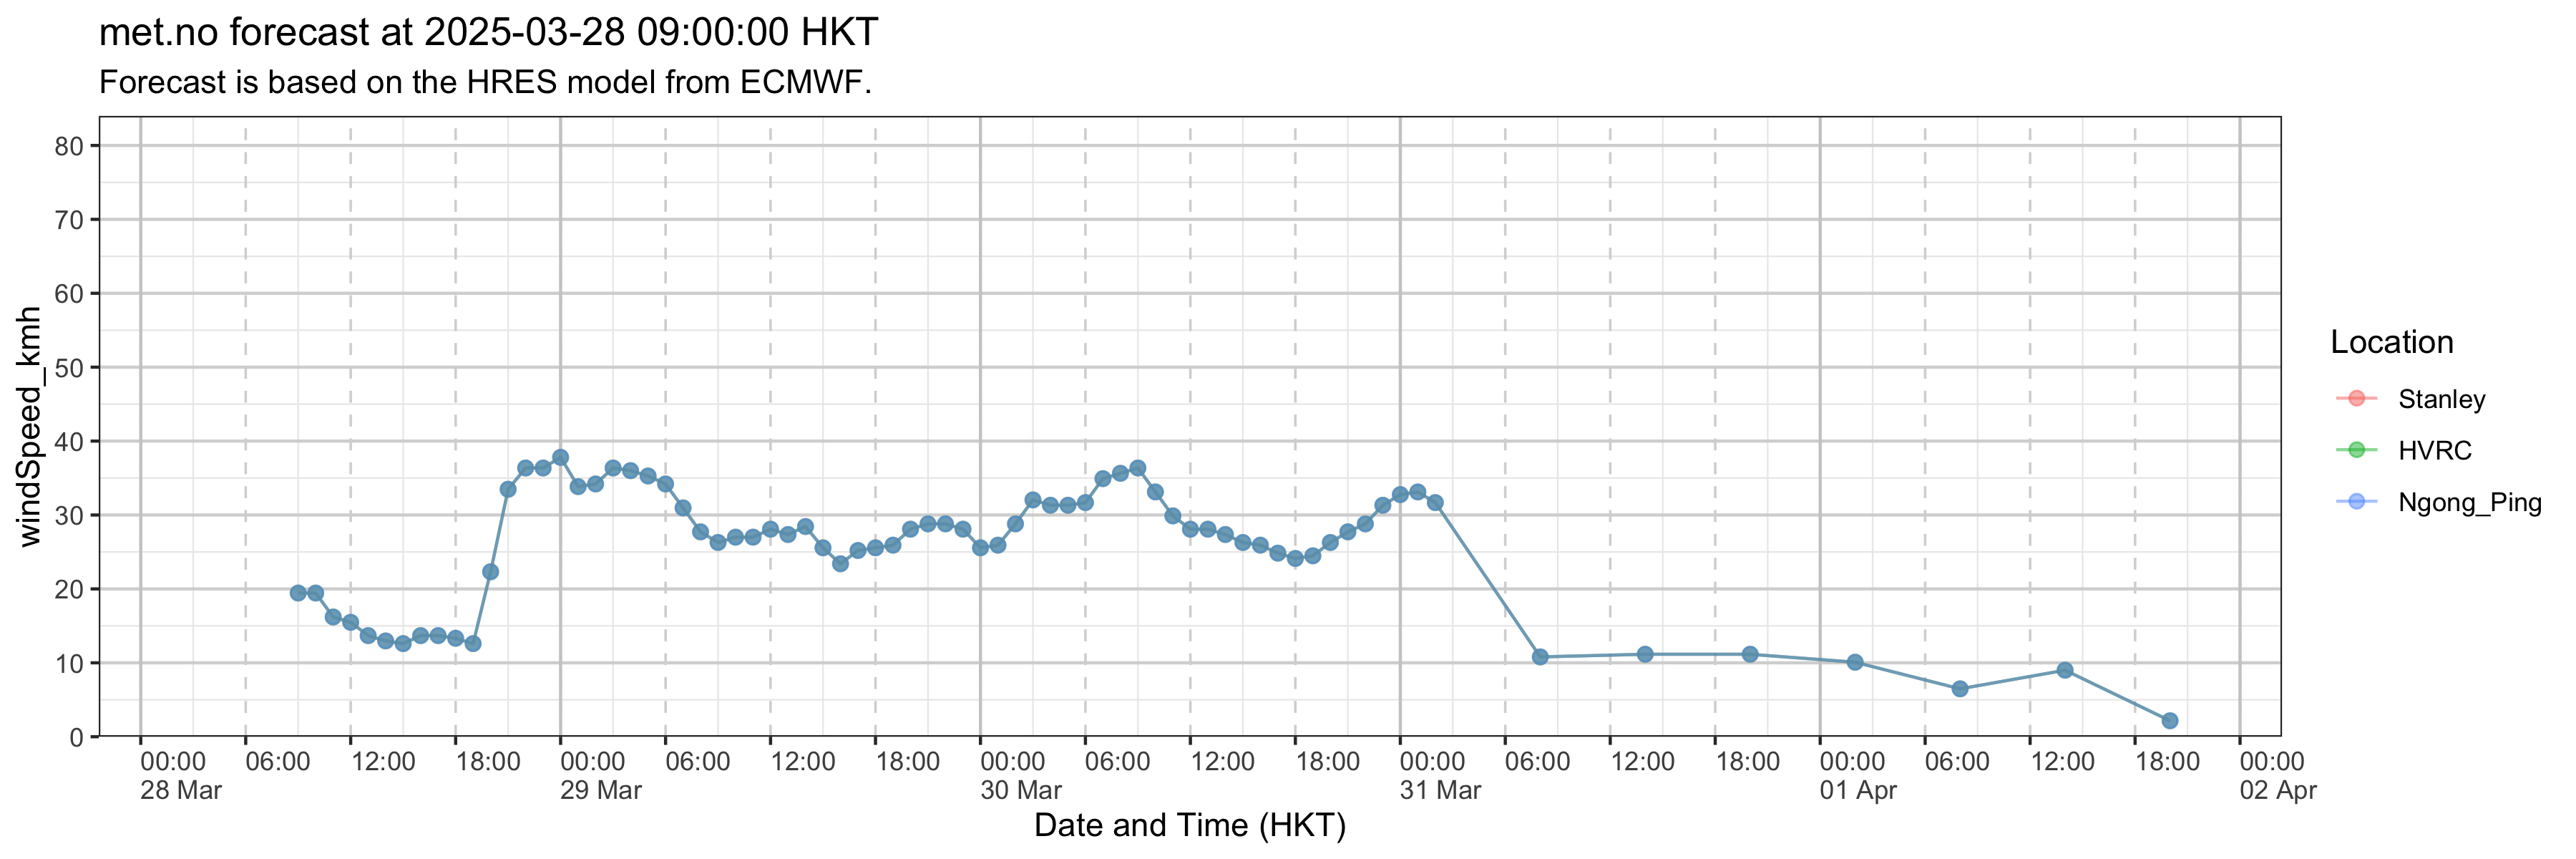 met.no forecast at 2025-03-28 09:00:00 HKT
Forecast is based on the HRES model from ECMWF.
windSpeed_kmh
80
70
60
50
40
30
20
10
0
00:00 06:00 12:00 18:00 00:00 06:00 12:00 18:00 00:00 06:00 12:00 18:00 00:00 06:00 12:00 18:00 00:00 06:00 12:00 18:00 00:00
28 Mar 29 Mar 30 Mar 31 Mar 01 Apr 02 Apr
Date and Time (HKT)
Location
Stanley
HVRC
Ngong_Ping